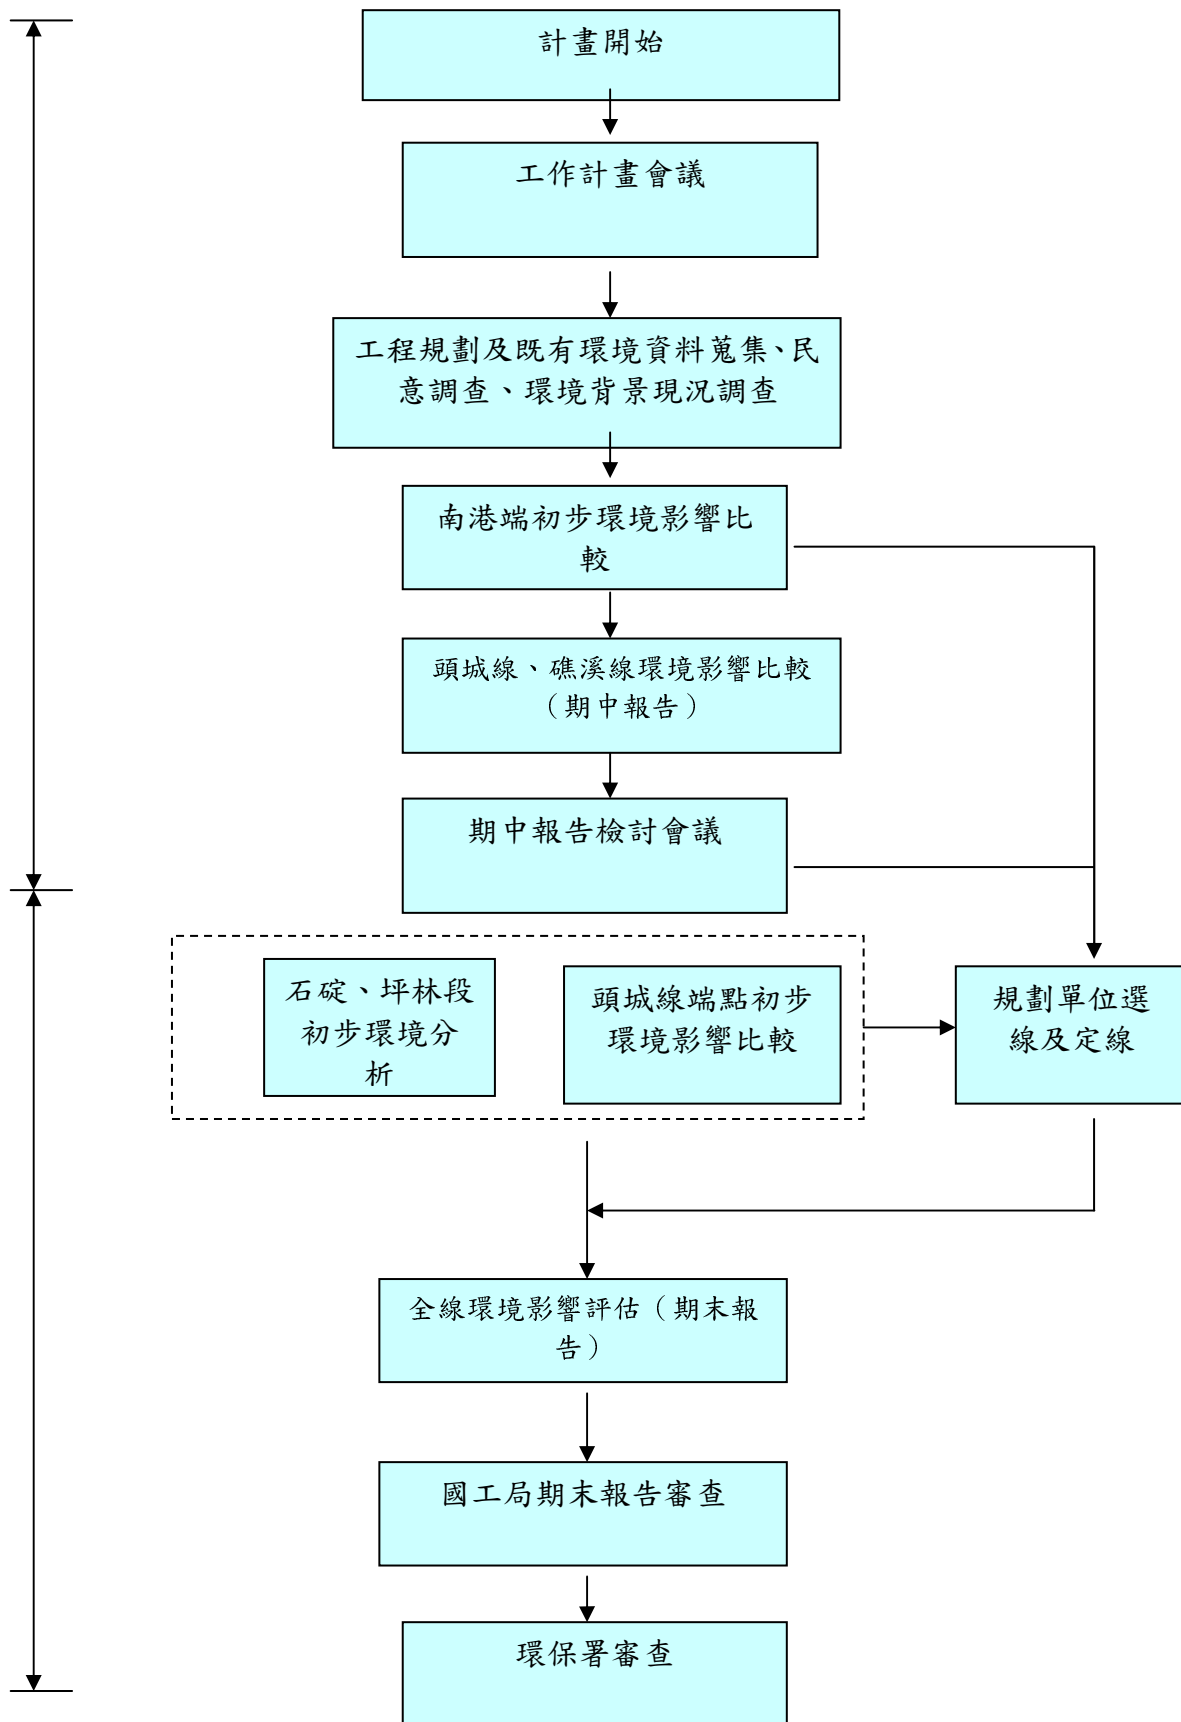 計畫開始
工作計畫會議
工程規劃及既有環境資料蒐集、民
意調查、環境背景現況調查
南港端初步環境影響比
較
頭城線、礁溪線環境影響比較
（期中報告）
期中報告檢討會議
石碇、坪林段
初步環境分
析
頭城線端點初步
環境影響比較
規劃單位選
線及定線
全線環境影響評估（期末報
告）
國工局期末報告審查
環保署審查